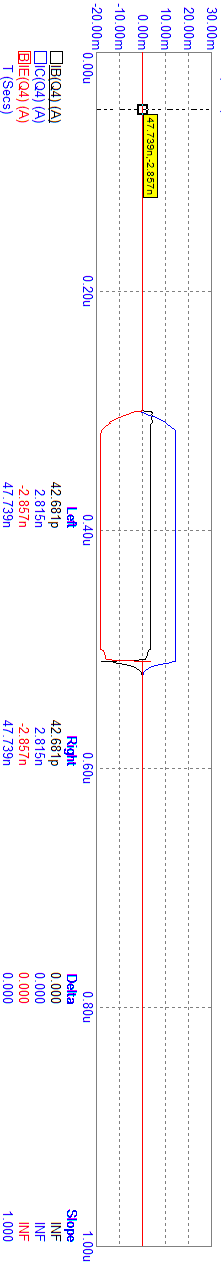 30.00m
20.00m
10.00m
0.00m
-10.00m
-20.00m
47.739n,-2.857n
0.00u 0.20u 0.40u 0.60u 0.80u 1.00u
Left Right Delta Slope
IB(Q4) (A) 42.681p 42.681p 0.000 INF
IC(Q4) (A) 2.815n 2.815n 0.000 INF
B IE(Q4) (A) -2.857n -2.857n 0.000 INF
T (Secs) 47.739n 47.739n 0.000 1.000